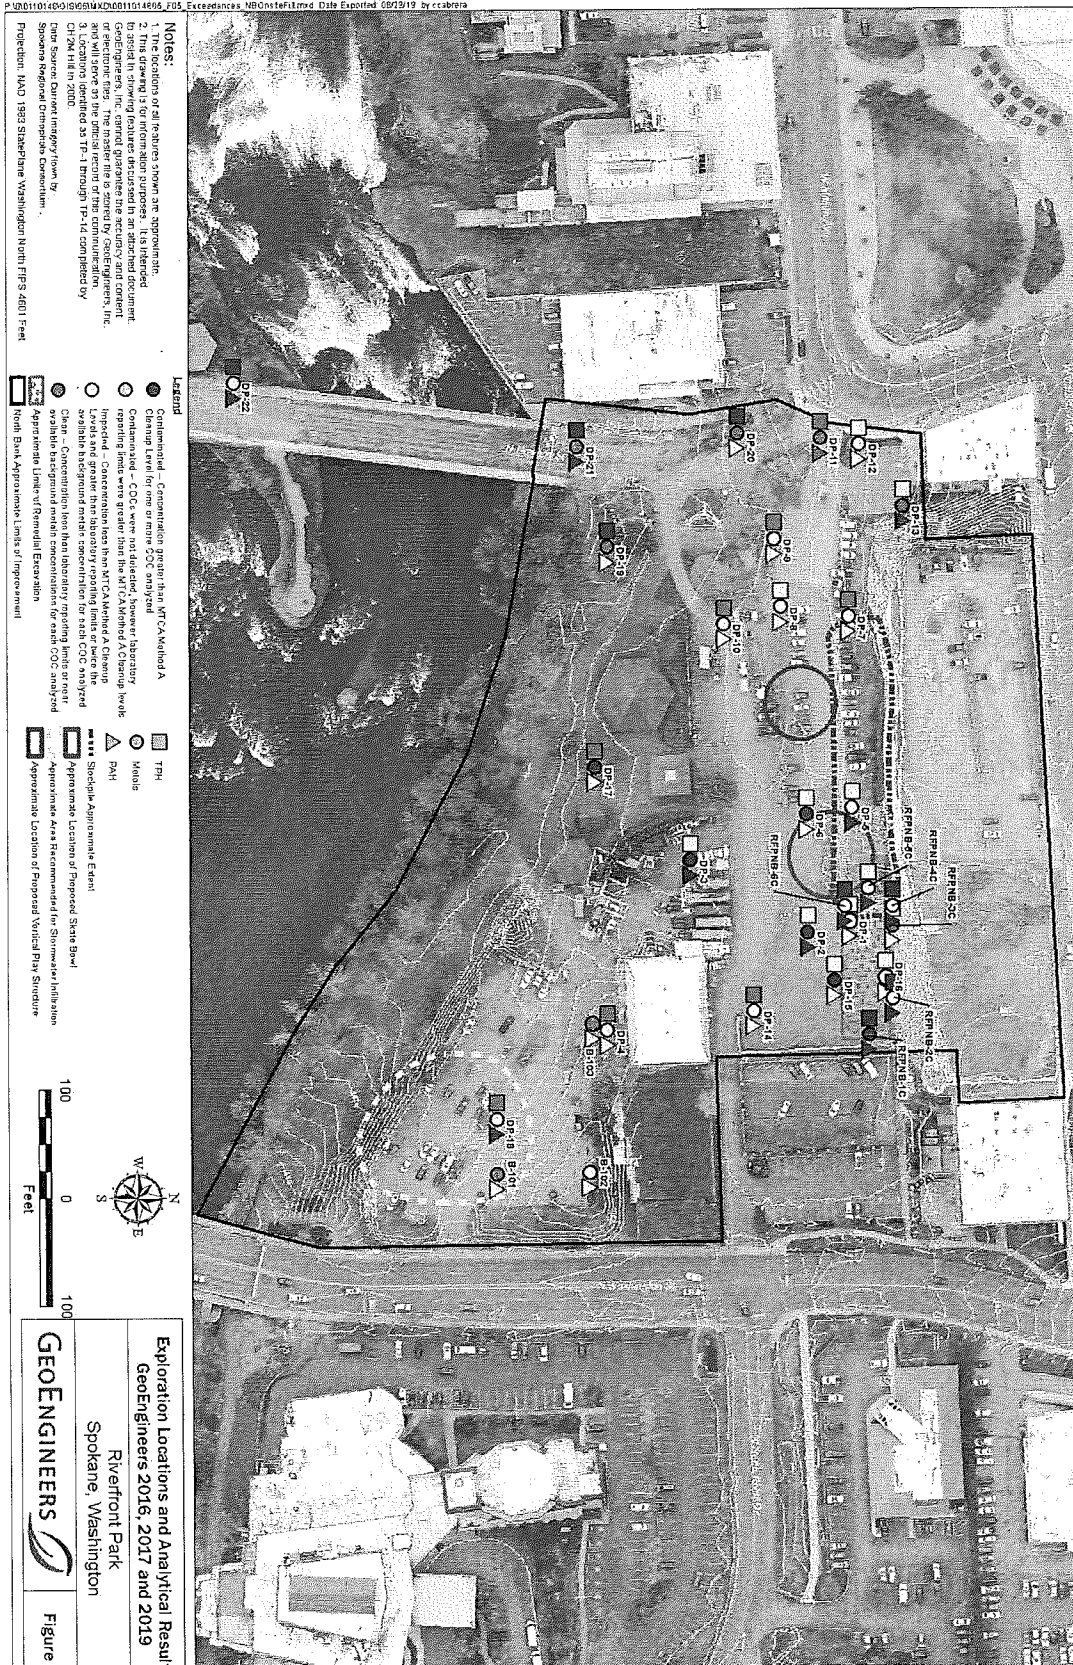 P:\0\0110148\GIS\06\MXD\011014806_F05_Exceedances_NBOnsiteFill.mxd Date Exported: 08/29/19 by ccabrera
DP-22
DP-21
DP-20
DP-11
DP-12
DP-13
DP-19
DP-9
DP-8
DP-10
DP-7
DP-17
DP-5
DP-6
DP-3
RFPNB-6C
RFPNB-5C
RFPNB-4C
RFPNB-3C
DP-1
DP-2
DP-16
DP-15
RFPNB-2C
RFPNB-1C
DP-14
DP-4
B-103
DP-18
B-101
B-102
Notes:
1. The locations of all features shown are approximate.
2. This drawing is for information purposes. It is intended
to assist in showing features discussed in an attached document.
GeoEngineers, Inc. cannot guarantee the accuracy and content
of electronic files. The master file is stored by GeoEngineers, Inc.
and will serve as the official record of this communication.
3. Locations identified as TP-1 through TP-14 completed by
CH2M Hill in 2000.
Data Source: Current imagery flown by
Spokane Regional Orthophoto Consortium.
Projection: NAD 1983 StatePlane Washington North FIPS 4601 Feet
Legend
Contaminated – Concentration greater than MTCA Method A
Cleanup Level for one or more COC analyzed
Contaminated – COCs were not detected, however laboratory
reporting limits were greater than the MTCA Method A Cleanup levels
Impacted – Concentration less than MTCA Method A Cleanup
Levels and greater than laboratory reporting limits or twice the
available background metals concentration for each COC analyzed
Clean – Concentration less than laboratory reporting limits or near
available background metals concentrations for each COC analyzed
Approximate Limits of Remedial Excavation
North Bank Approximate Limits of Improvement
TPH
Metals
PAH
Stockpile Approximate Extent
Approximate Location of Proposed Skate Bowl
Approximate Area Recommended for Stormwater Infiltration
Approximate Location of Proposed Vertical Play Structure
N
W
E
S
100 0 100
Feet
Exploration Locations and Analytical Resul
GeoEngineers 2016, 2017 and 2019
Riverfront Park
Spokane, Washington
GEOENGINEERS
Figure